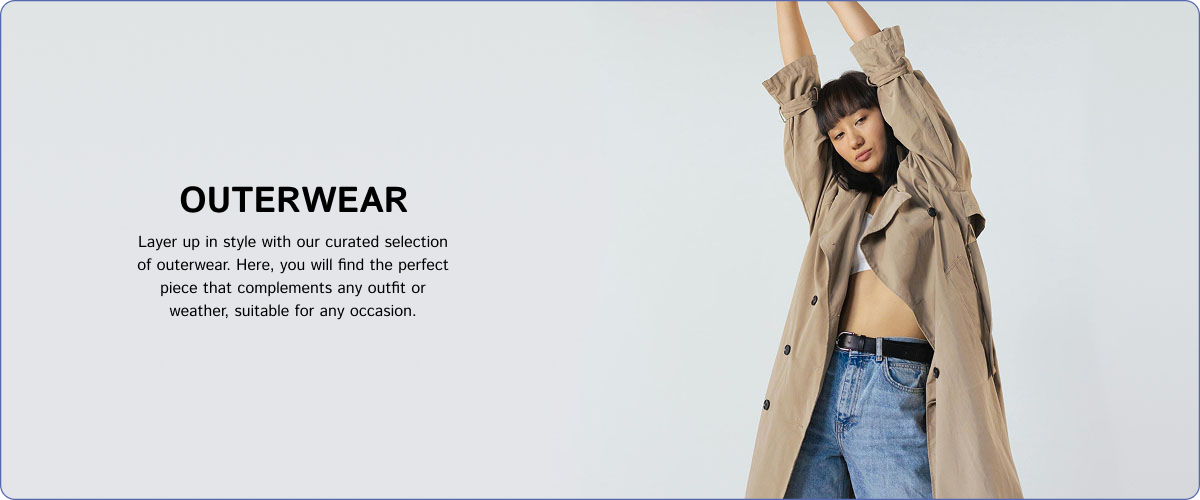 OUTERWEAR
Layer up in style with our curated selection
of outerwear. Here, you will find the perfect
piece that complements any outfit or
weather, suitable for any occasion.